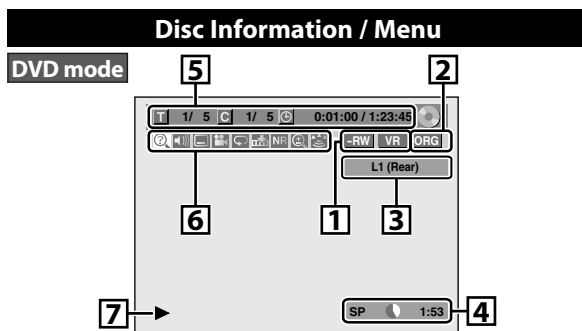 Disc Information / Menu
DVD mode 5 2
T 1/ 5 C 1/ 5 0:01:00 / 1:23:45
NR -RW VR ORG
L1 (Rear)
6 1 3
7 SP 1:53 4